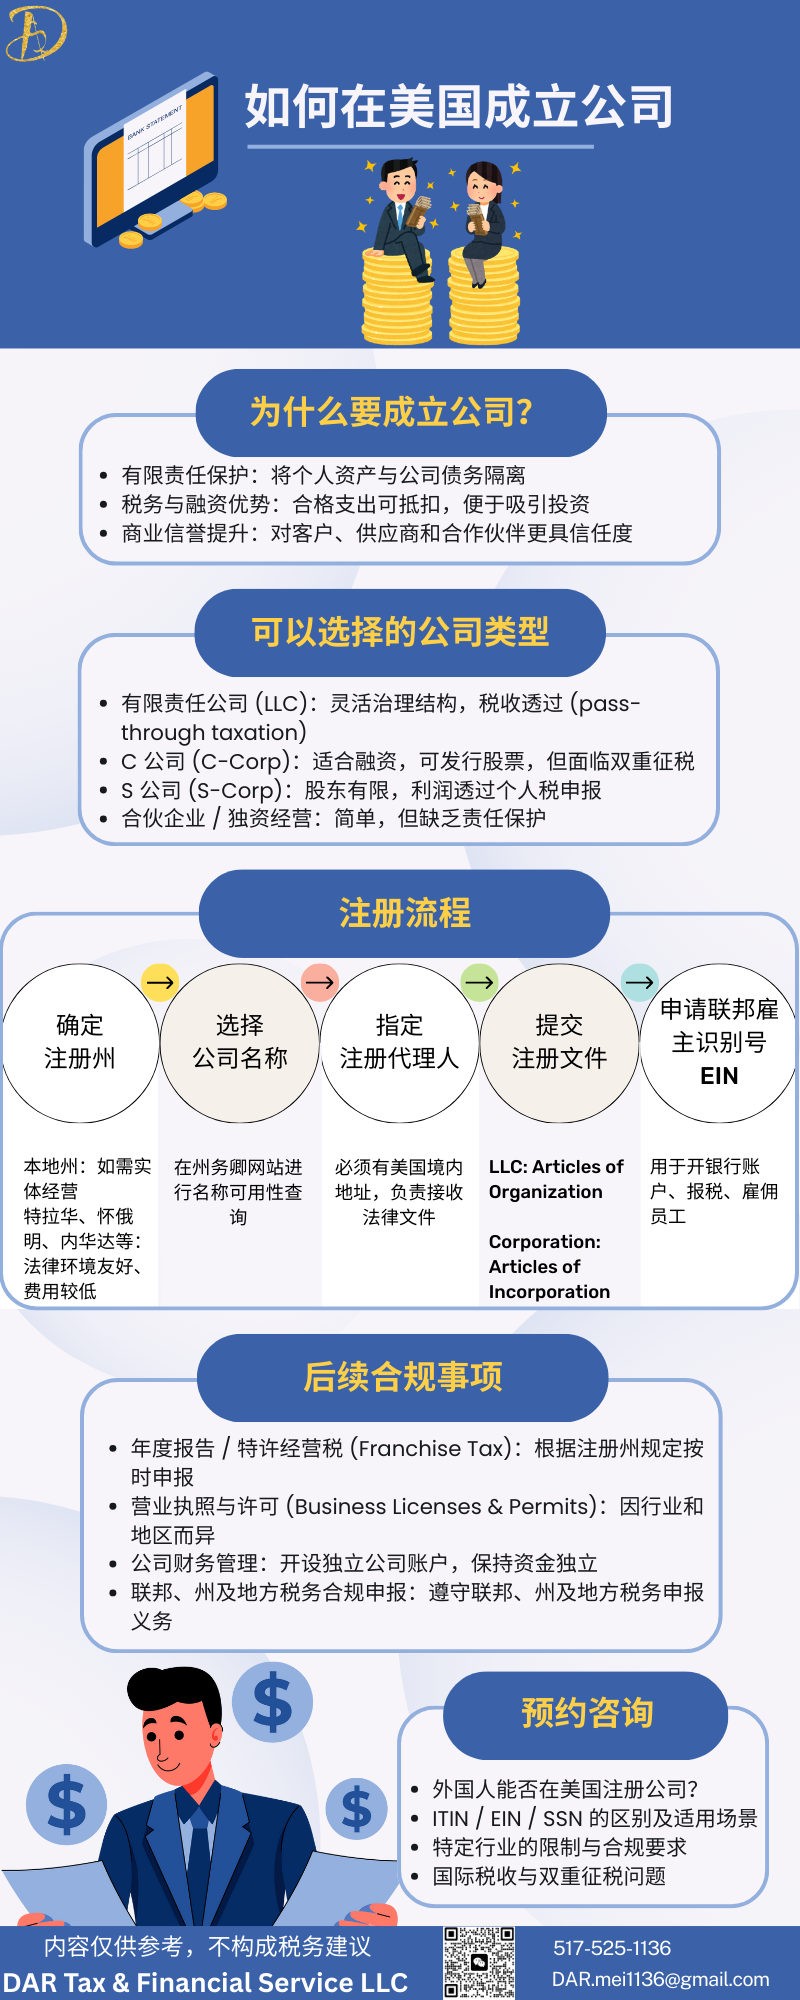 BANK STATEMENT
如何在美国成立公司
为什么要成立公司？
有限责任保护：将个人资产与公司债务隔离
税务与融资优势：合格支出可抵扣，便于吸引投资
商业信誉提升：对客户、供应商和合作伙伴更具信任度
可以选择的公司类型
有限责任公司 (LLC)：灵活治理结构，税收透过 (pass-
through taxation)
C 公司 (C-Corp)：适合融资，可发行股票，但面临双重征税
S 公司 (S-Corp)：股东有限，利润透过个人税申报
合伙企业 / 独资经营：简单，但缺乏责任保护
注册流程
确定
注册州
选择
公司名称
指定
注册代理人
提交
注册文件
申请联邦雇
主识别号
EIN
本地州：如需实
体经营
特拉华、怀俄
明、内华达等：
法律环境友好、
费用较低
在州务卿网站进
行名称可用性查
询
必须有美国境内
地址，负责接收
法律文件
LLC: Articles of
Organization
Corporation:
Articles of
Incorporation
用于开银行账
户、报税、雇佣
员工
后续合规事项
年度报告 / 特许经营税 (Franchise Tax)：根据注册州规定按
时申报
营业执照与许可 (Business Licenses & Permits)：因行业和
地区而异
公司财务管理：开设独立公司账户，保持资金独立
联邦、州及地方税务合规申报：遵守联邦、州及地方税务申报
义务
预约咨询
外国人能否在美国注册公司？
ITIN / EIN / SSN 的区别及适用场景
特定行业的限制与合规要求
国际税收与双重征税问题
内容仅供参考，不构成税务建议
DAR Tax & Financial Service LLC
517-525-1136
DAR.mei1136@gmail.com